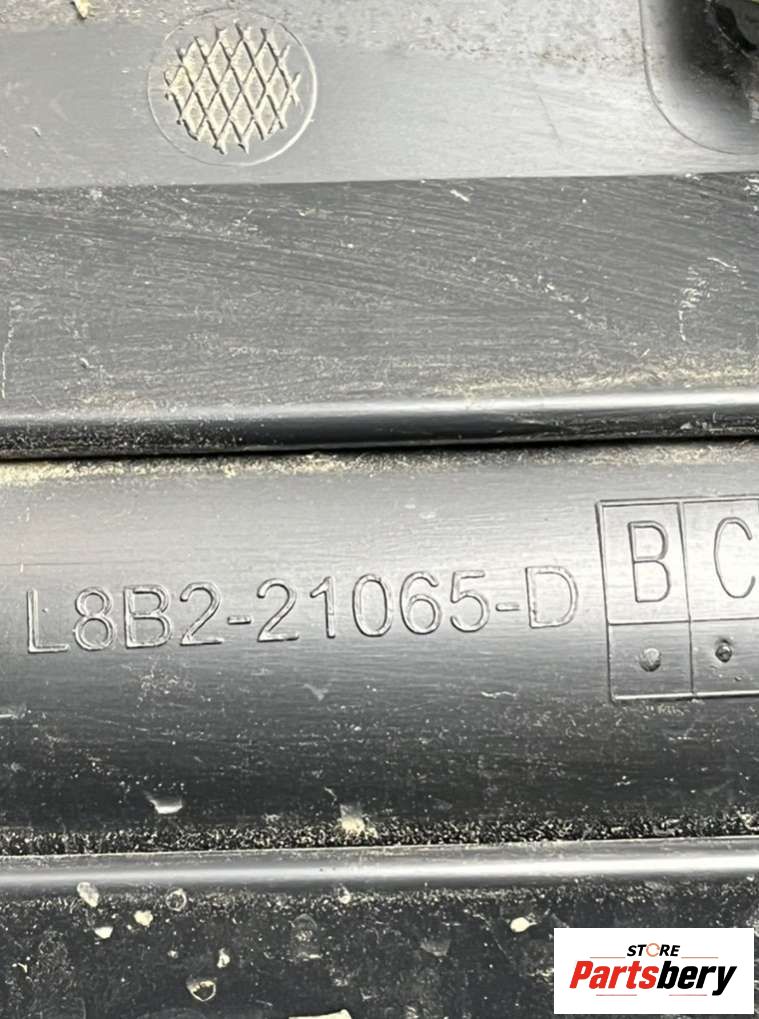 B C
L8B2-21065-D
STORE
Partsbery